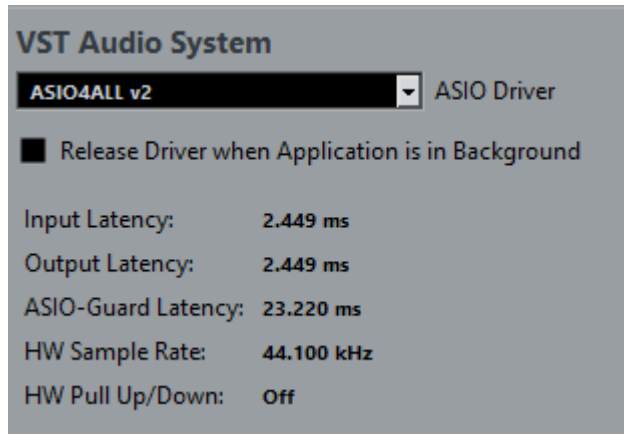 VST Audio System
ASIO4ALL v2 ASIO Driver
Release Driver when Application is in Background
Input Latency: 2.449 ms
Output Latency: 2.449 ms
ASIO-Guard Latency: 23.220 ms
HW Sample Rate: 44.100 kHz
HW Pull Up/Down: Off